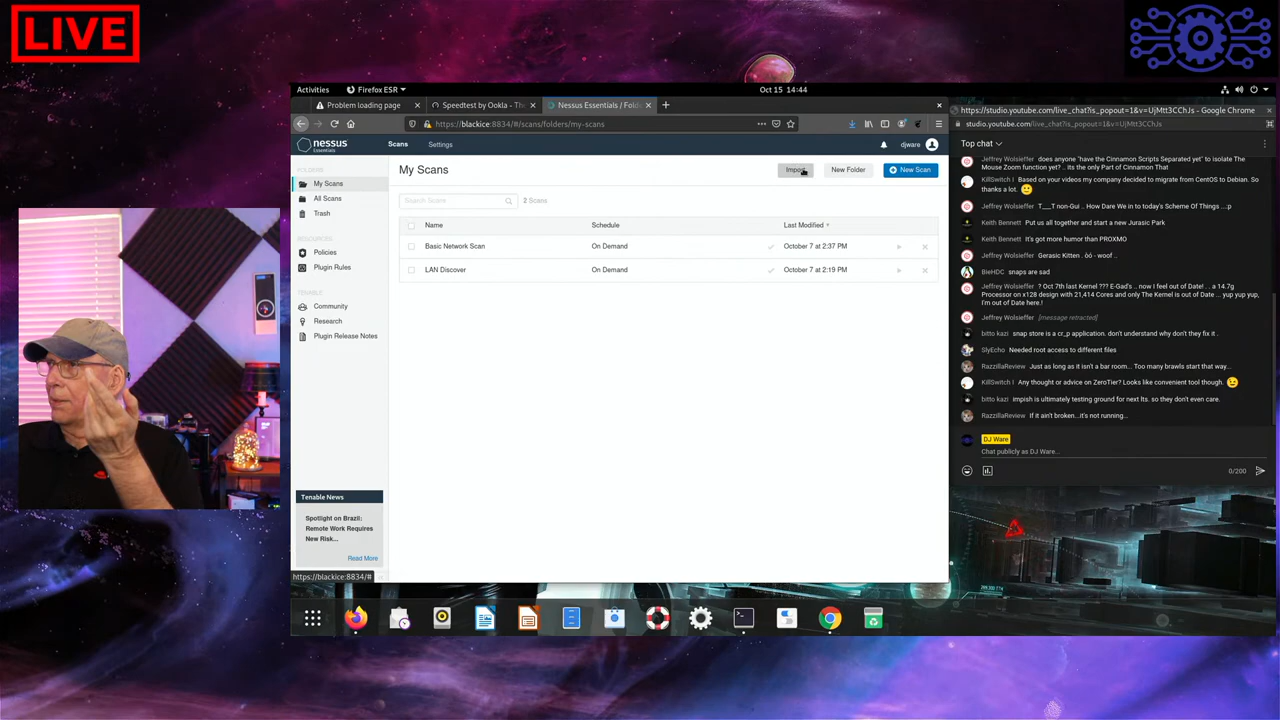 LIVE
Activities
Firefox ESR
Oct 15 14:44
Problem loading page
Speedtest by Ookla - The
Nessus Essentials / Fold
https://blackice:8834/#/scans/folders/my-scans
nessus
Essentials
Scans
Settings
djware
FOLDERS
My Scans
All Scans
Trash
RESOURCES
Policies
Plugin Rules
TENABLE
Community
Research
Plugin Release Notes
Tenable News
Spotlight on Brazil:
Remote Work Requires
New Risk...
Read More
https://blackice:8834/#
My Scans
Import
New Folder
New Scan
Search Scans
2 Scans
Name
Schedule
Last Modified
Basic Network Scan
On Demand
October 7 at 2:37 PM
LAN Discover
On Demand
October 7 at 2:19 PM
https://studio.youtube.com/live_chat?is_popout=1&v=UjMtt3CChJs - Google Chrome
studio.youtube.com/live_chat?is_popout=1&v=UjMtt3CChJs
Top chat
Jeffrey Wolsieffer does anyone 'have the Cinnamon Scripts Separated yet' to isolate The
Mouse Zoom function yet?.. its the only Part of Cinnamon That
KillSwitch I Based on your videos my company decided to migrate from CentOS to Debian. So
thanks a lot.
Jeffrey Wolsieffer T___T non-Gui .. How Dare We in to today's Scheme Of Things ...:p
Keith Bennett Put us all together and start a new Jurasic Park
Keith Bennett It's got more humor than PROXMO
Jeffrey Wolsieffer Gerasic Kitten . òó - woof ..
BieHDC snaps are sad
Jeffrey Wolsieffer ? Oct 7th last Kernel ??? E-Gad's .. now I feel out of Date! . . a 14.7g
Processor on x128 design with 21,414 Cores and only The Kernel is out of Date ... yup yup yup,
I'm out of Date here.!
Jeffrey Wolsieffer [message retracted]
bitto kazi snap store is a cr_p application. don't understand why don't they fix it .
SlyEcho Needed root access to different files
RazzillaReview Just as long as it isn't a bar room... Too many brawls start that way...
KillSwitch I Any thought or advice on ZeroTier? Looks like convenient tool though.
bitto kazi impish is ultimately testing ground for next lts. so they don't even care.
RazzillaReview If it ain't broken...it's not running...
DJ Ware
Chat publicly as DJ Ware...
0/200